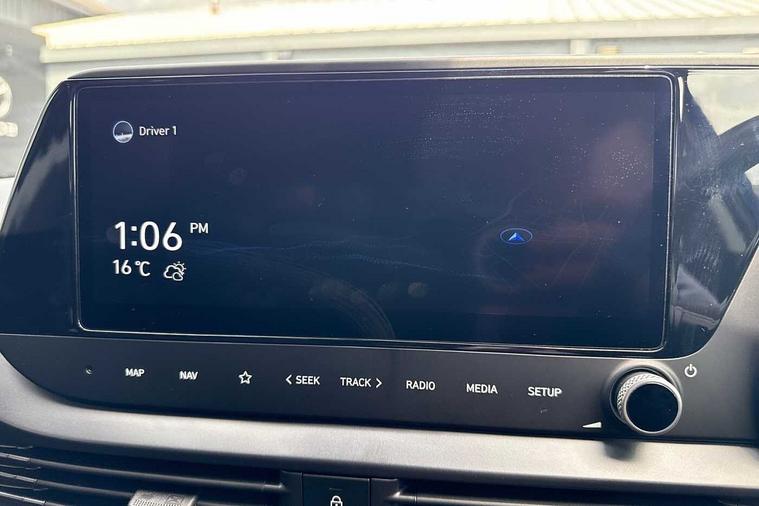 Driver 1
1:06 PM
16 °C
MAP NAV < SEEK TRACK > RADIO MEDIA SETUP